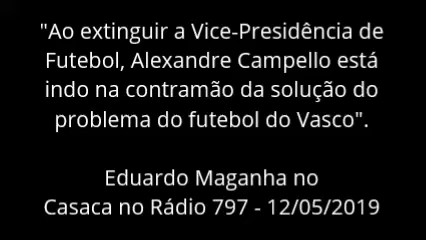 "Ao extinguir a Vice-Presidência de
Futebol, Alexandre Campello está
indo na contramão da solução do
problema do futebol do Vasco".
Eduardo Maganha no
Casaca no Rádio 797 - 12/05/2019